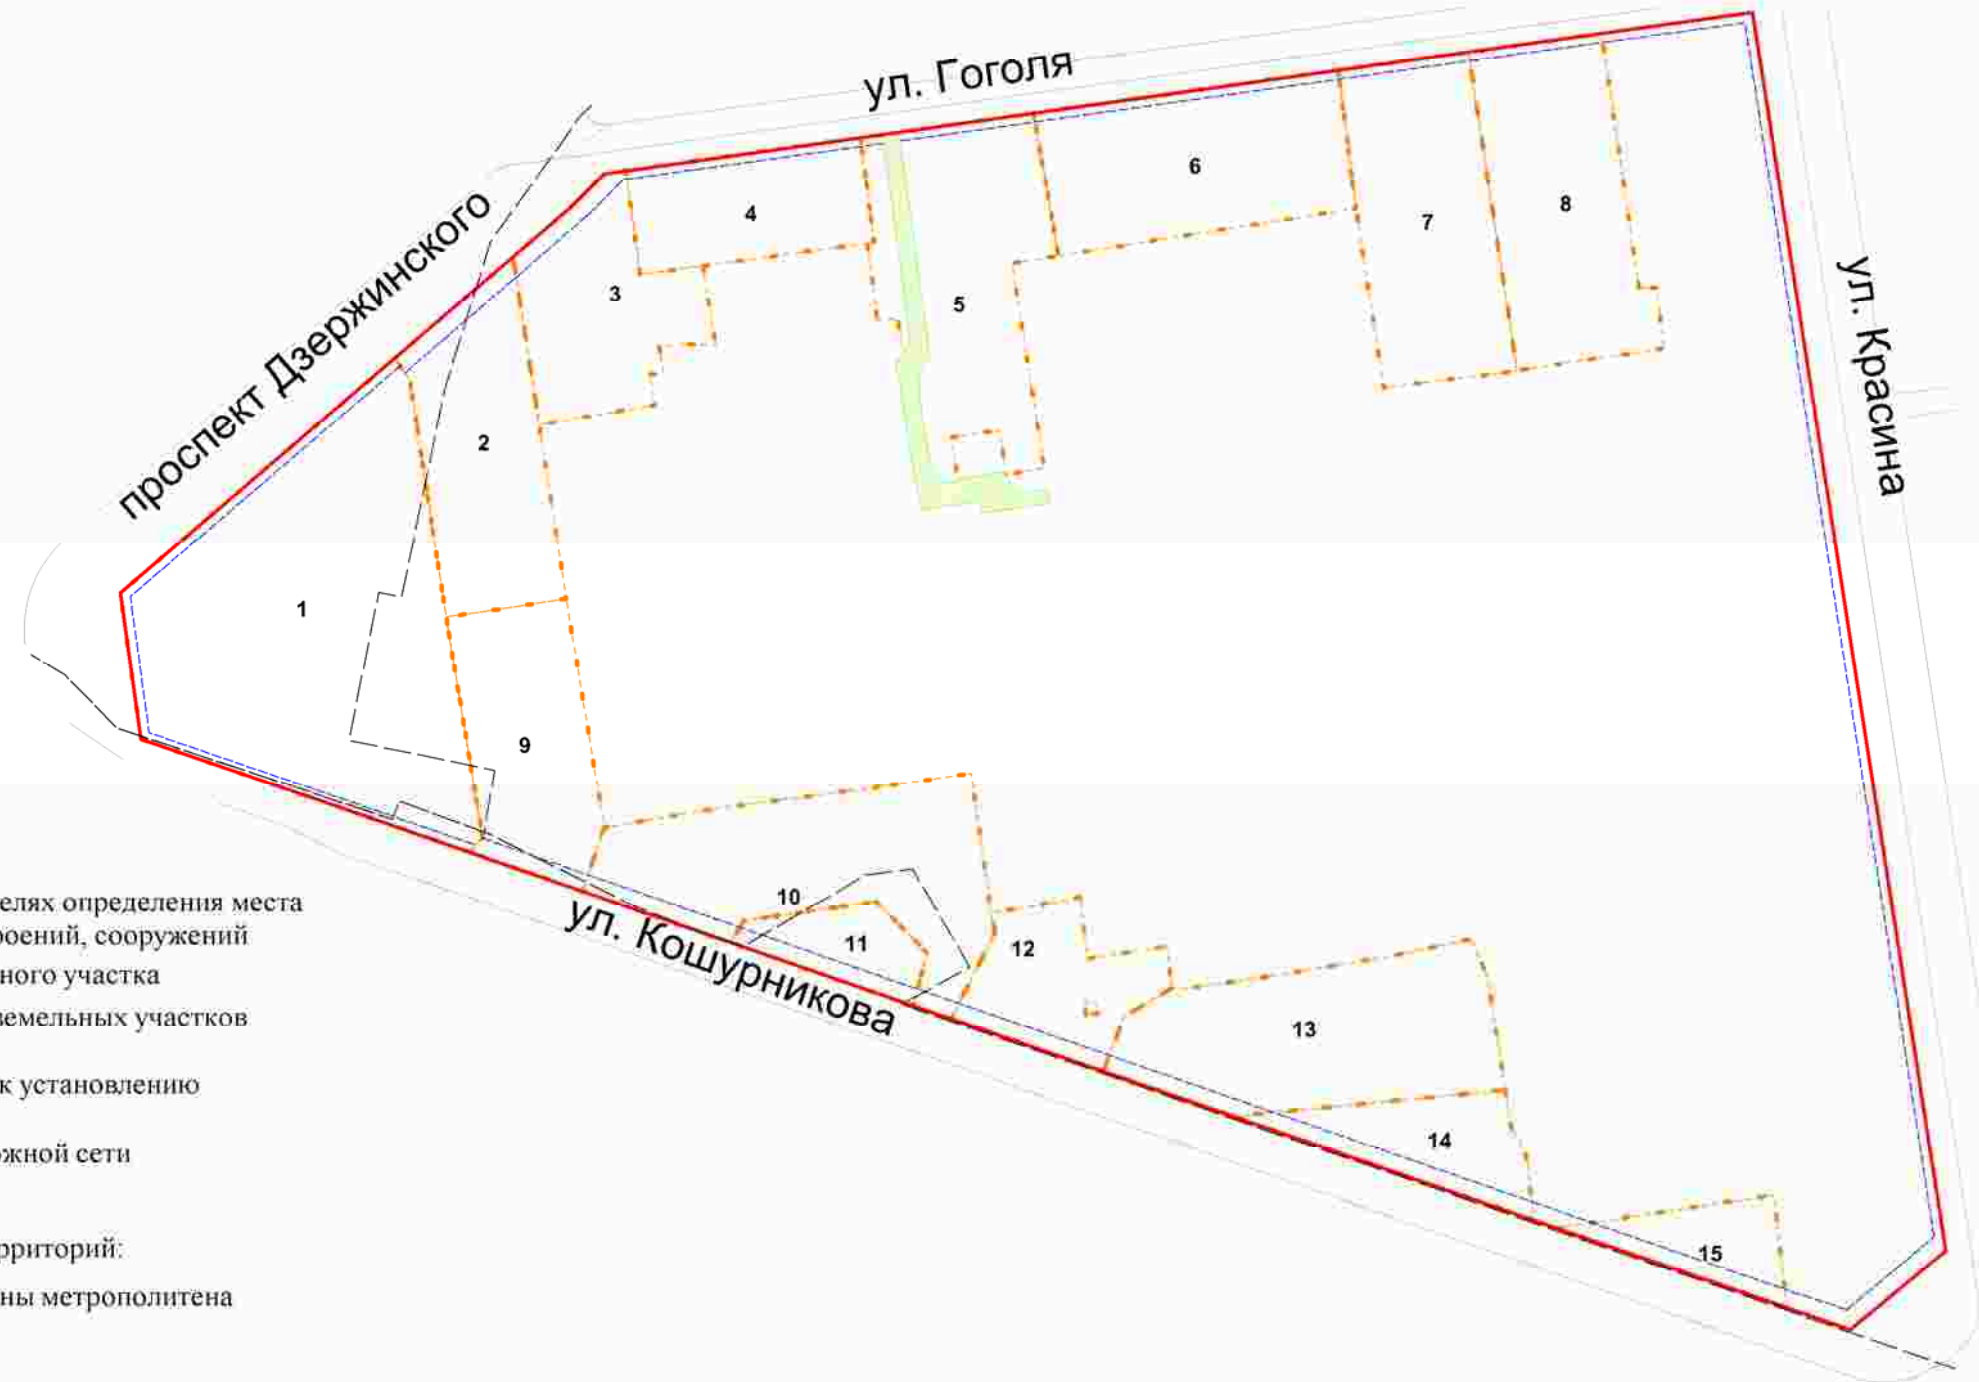 ул. Гоголя
проспект Дзержинского
ул. Красина
ул. Кошурникова
1
2
3
4
5
6
7
8
9
10
11
12
13
14
15
елях определения места
роений, сооружений
ного участка
земельных участков
к установлению
жной сети
рриторий:
ны метрополитена